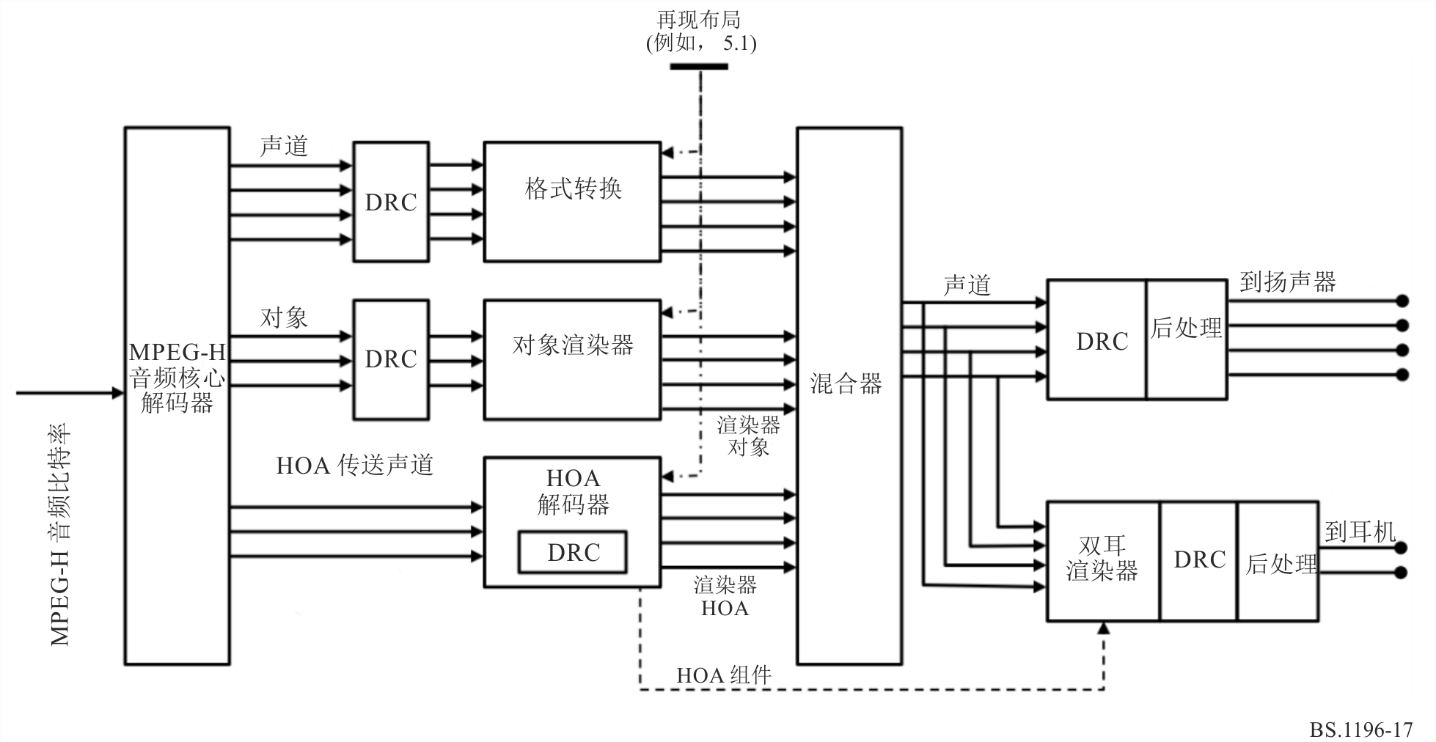 再现布局
(例如，5.1)
声道
DRC
格式转换
对象
DRC
对象渲染器
MPEG-H
音频核心
解码器
MPEG-H 音频比特率
HOA 传送声道
HOA
解码器
DRC
渲染器
对象
渲染器
HOA
混合器
声道
DRC
后处理
到扬声器
双耳
渲染器
DRC
后处理
到耳机
HOA 组件
BS.1196-17